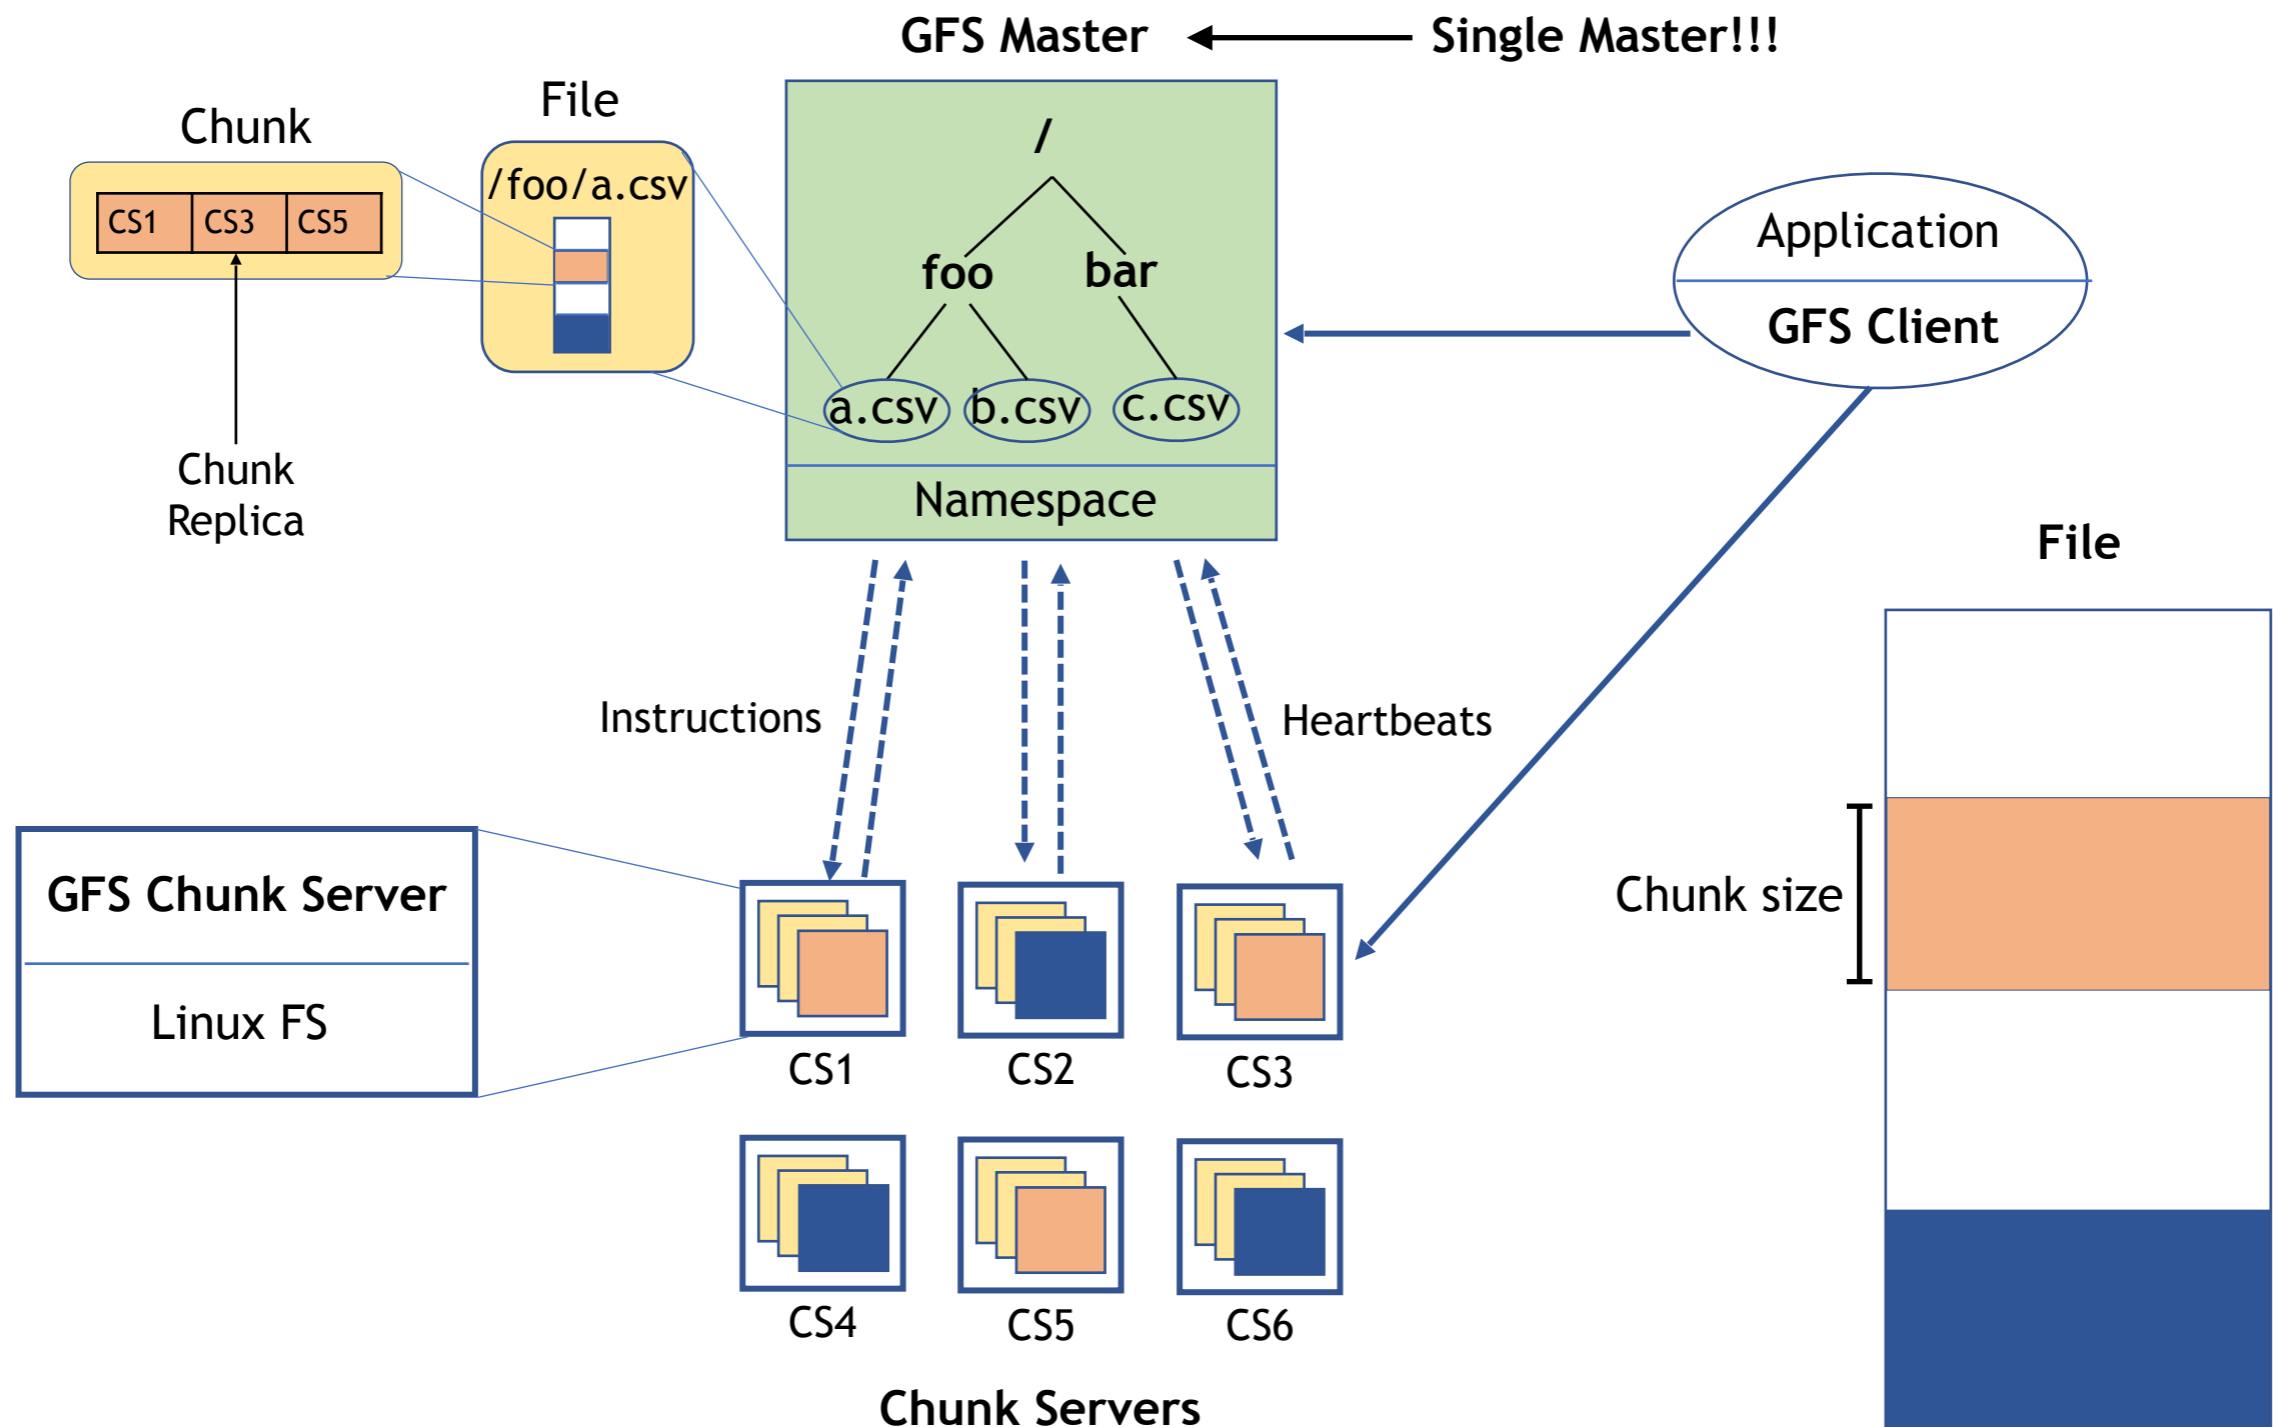 GFS Master
Single Master!!!
File
Chunk
/foo/a.csv
CS1 CS3 CS5
Chunk
Replica
/
foo bar
a.csv b.csv c.csv
Namespace
Application
GFS Client
Instructions
Heartbeats
File
Chunk size
GFS Chunk Server
Linux FS
CS1 CS2 CS3
CS4 CS5 CS6
Chunk Servers